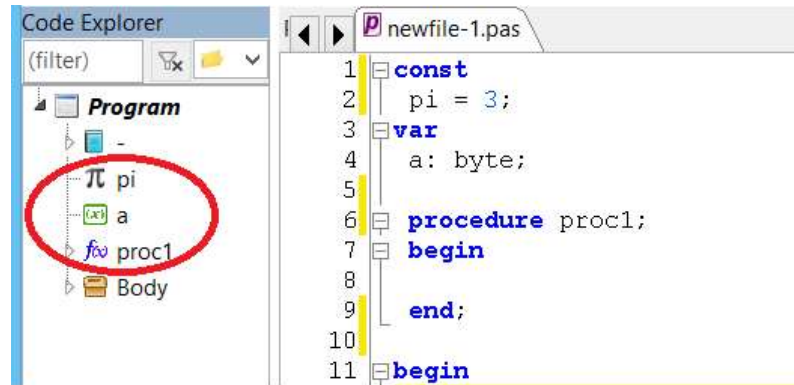 Code Explorer
(filter)
Program
-
π pi
(x) a
f(x) proc1
Body
newfile-1.pas
1 const
2 pi = 3;
3 var
4 a: byte;
5
6 procedure proc1;
7 begin
8
9 end;
10
11 begin